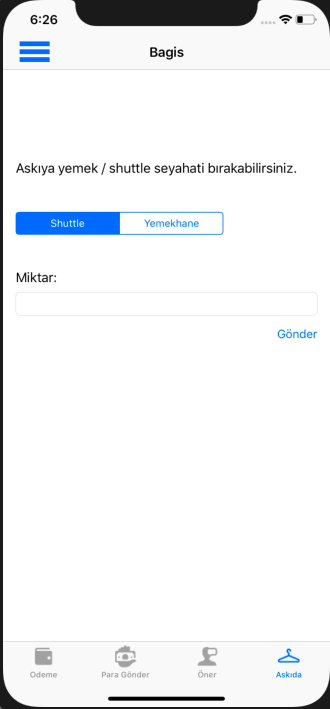 6:26
Bagis
Askıya yemek / shuttle seyahati bırakabilirsiniz.
Shuttle Yemekhane
Miktar:
Gönder
Odeme Para Gönder Öner Askıda